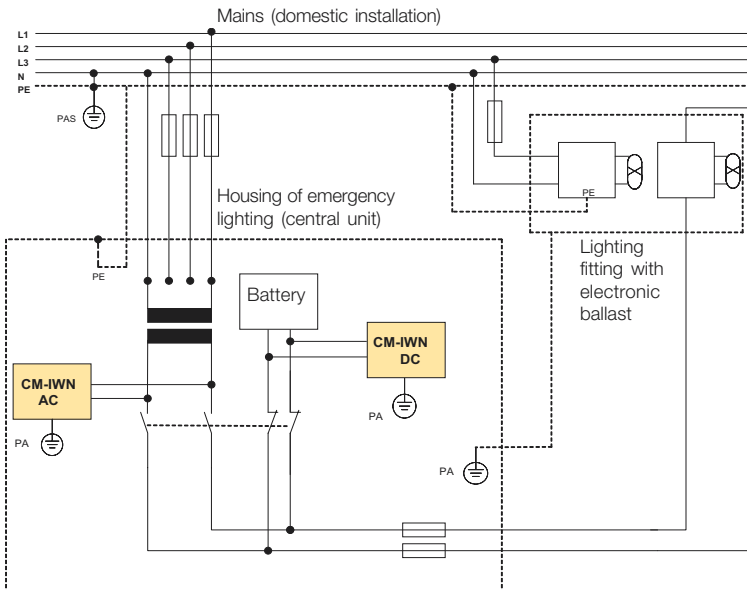 Mains (domestic installation)
L1
L2
L3
N
PE
PAS
PE
Housing of emergency
lighting (central unit)
PE
Lighting
fitting with
electronic
ballast
Battery
CM-IWN
DC
CM-IWN
AC
PA
PA
PA